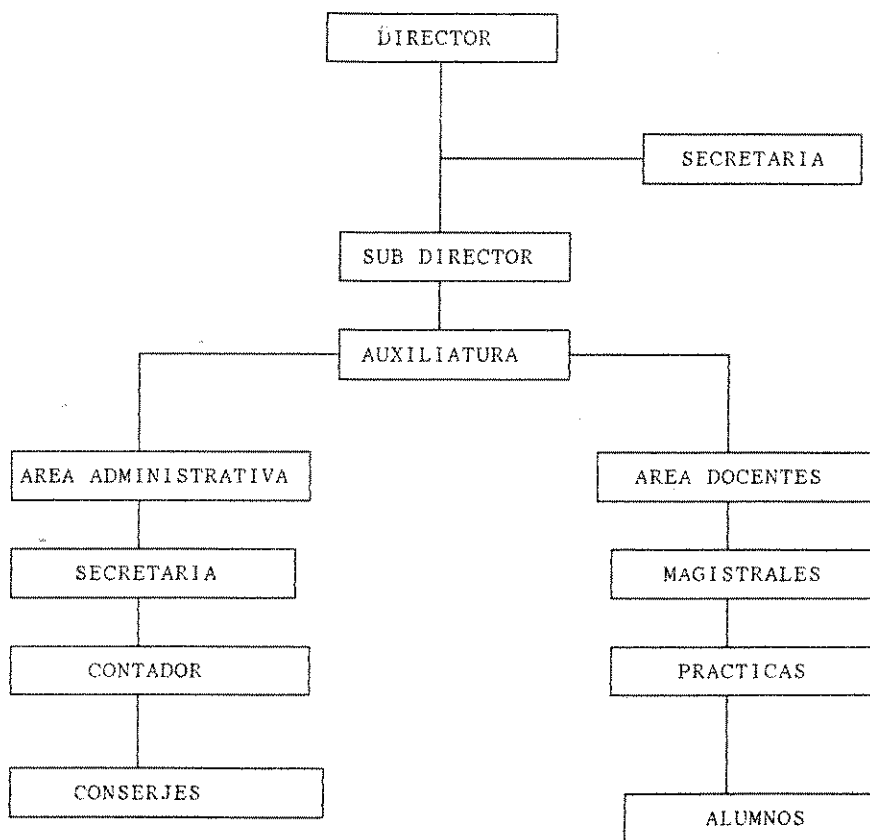 DIRECTOR
SECRETARIA
SUB DIRECTOR
AUXILIATURA
AREA ADMINISTRATIVA
AREA DOCENTES
SECRETARIA
MAGISTRALES
CONTADOR
PRACTICAS
CONSERJES
ALUMNOS